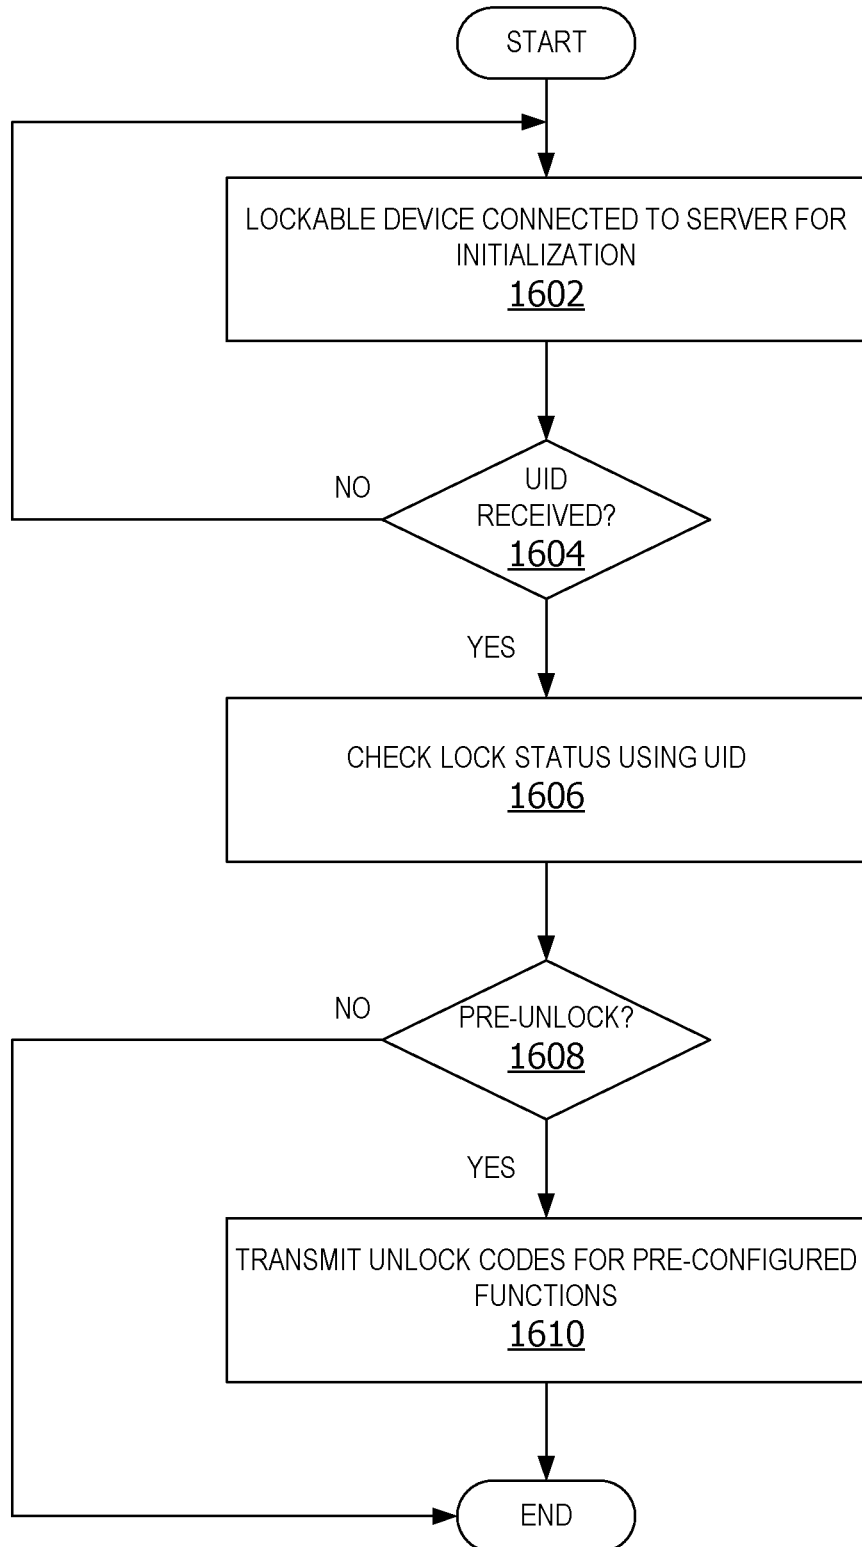 START
LOCKABLE DEVICE CONNECTED TO SERVER FOR
INITIALIZATION
1602
UID
RECEIVED?
1604
NO
YES
CHECK LOCK STATUS USING UID
1606
PRE-UNLOCK?
1608
NO
YES
TRANSMIT UNLOCK CODES FOR PRE-CONFIGURED
FUNCTIONS
1610
END